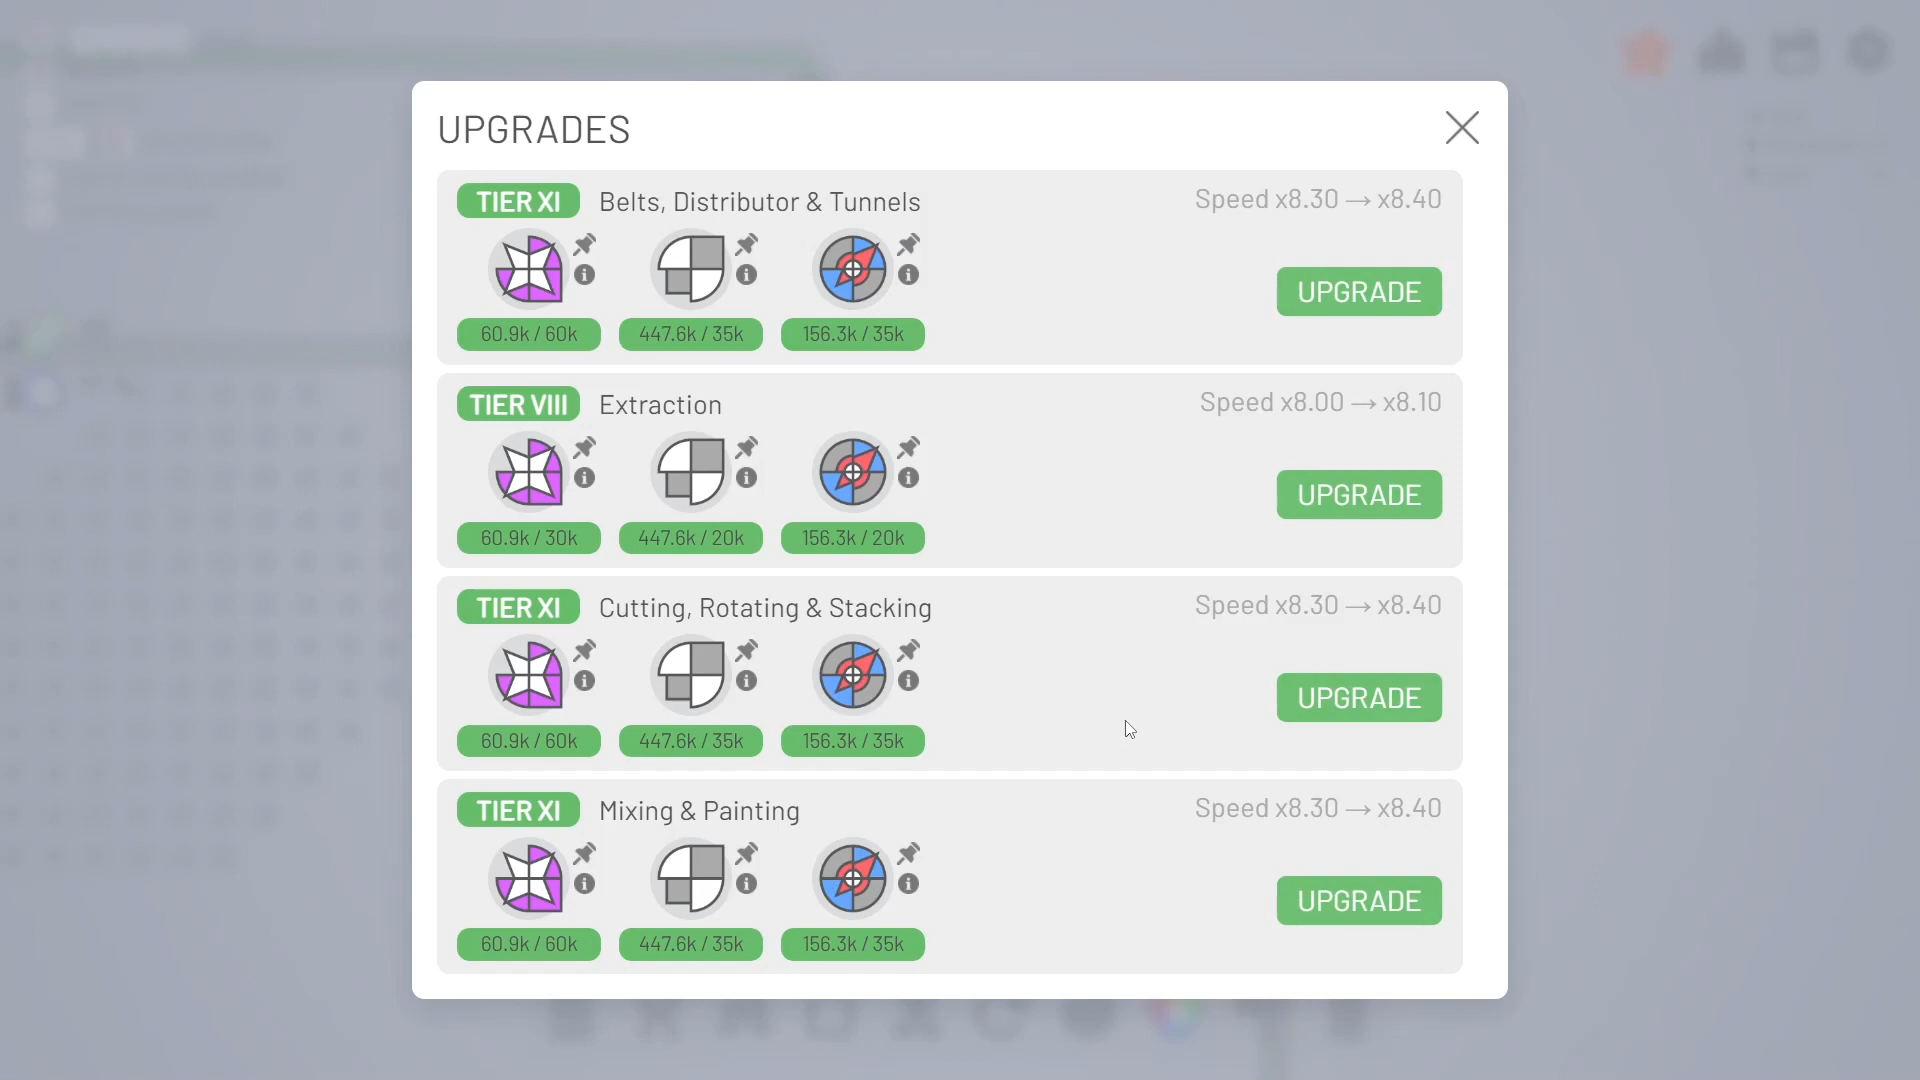 UPGRADES
TIER XI Belts, Distributor & Tunnels Speed x8.30 → x8.40
60.9k / 60k 447.6k / 35k 156.3k / 35k
UPGRADE
TIER VIII Extraction Speed x8.00 → x8.10
60.9k / 30k 447.6k / 20k 156.3k / 20k
UPGRADE
TIER XI Cutting, Rotating & Stacking Speed x8.30 → x8.40
60.9k / 60k 447.6k / 35k 156.3k / 35k
UPGRADE
TIER XI Mixing & Painting Speed x8.30 → x8.40
60.9k / 60k 447.6k / 35k 156.3k / 35k
UPGRADE